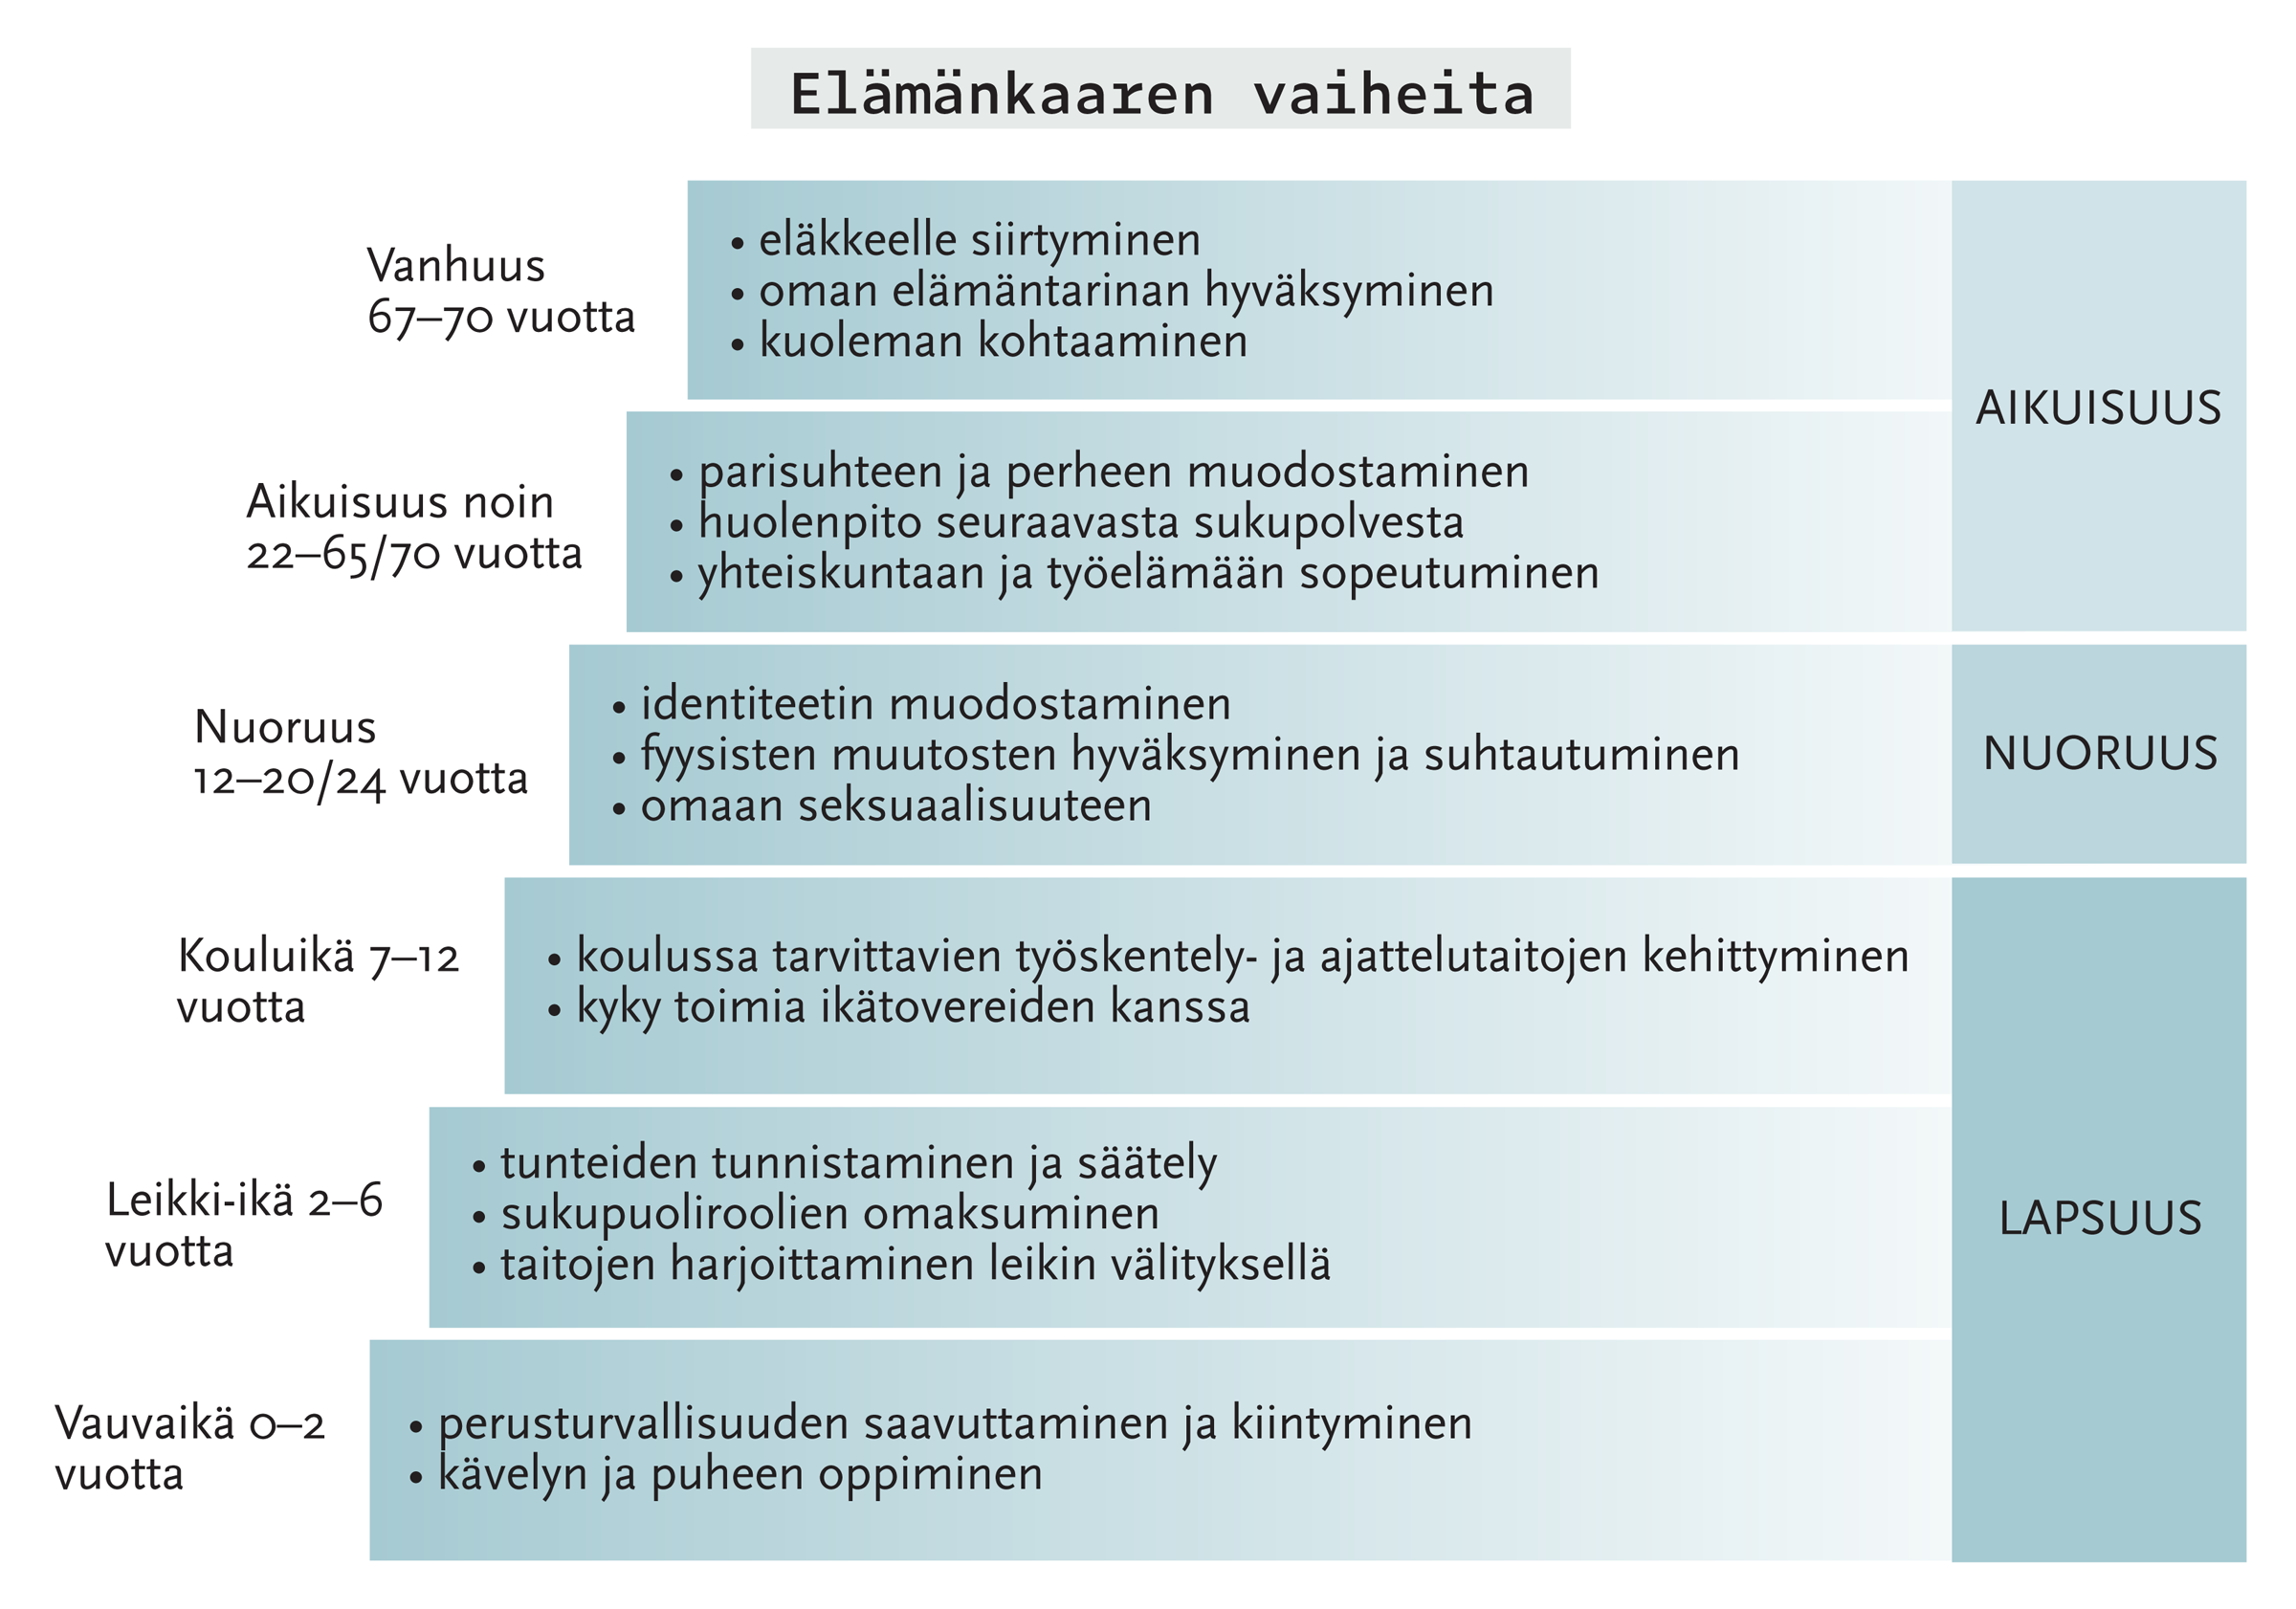 Elämänkaaren vaiheita
Vanhuus
67–70 vuotta
• eläkkeelle siirtyminen
• oman elämäntarinan hyväksyminen
• kuoleman kohtaaminen
AIKUISUUS
Aikuisuus noin
22–65/70 vuotta
• parisuhteen ja perheen muodostaminen
• huolenpito seuraavasta sukupolvesta
• yhteiskuntaan ja työelämään sopeutuminen
Nuoruus
12–20/24 vuotta
• identiteetin muodostaminen
• fyysisten muutosten hyväksyminen ja suhtautuminen
• omaan seksuaalisuuteen
NUORUUS
Kouluikä 7–12
vuotta
• koulussa tarvittavien työskentely- ja ajattelutaitojen kehittyminen
• kyky toimia ikätovereiden kanssa
Leikki-ikä 2–6
vuotta
• tunteiden tunnistaminen ja säätely
• sukupuoliroolien omaksuminen
• taitojen harjoittaminen leikin välityksellä
LAPSUUS
Vauvaikä 0–2
vuotta
• perusturvallisuuden saavuttaminen ja kiintyminen
• kävelyn ja puheen oppiminen